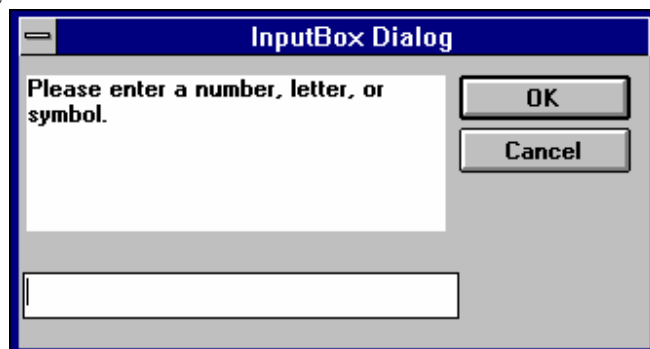 InputBox Dialog
Please enter a number, letter, or
symbol.
OK
Cancel